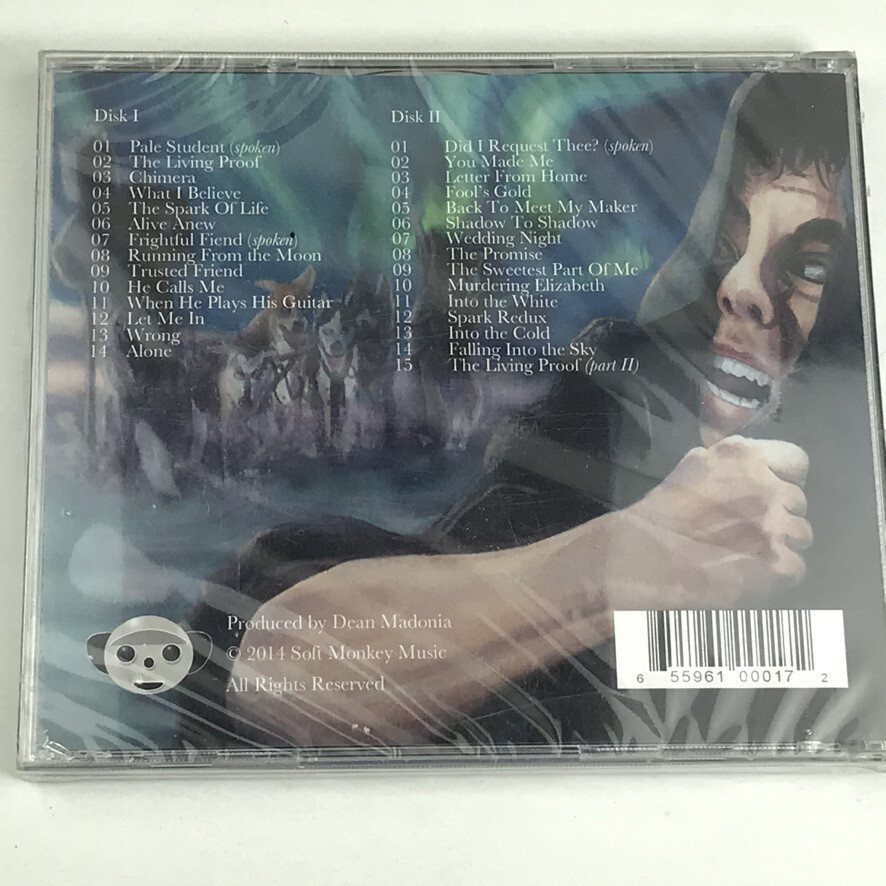 Disk I
01 Pale Student (spoken)
02 The Living Proof
03 Chimera
04 What I Believe
05 The Spark Of Life
06 Alive Anew
07 Frightful Fiend (spoken)
08 Running From the Moon
09 Trusted Friend
10 He Calls Me
11 When He Plays His Guitar
12 Let Me In
13 Wrong
14 Alone
Disk II
01 Did I Request Thee? (spoken)
02 You Made Me
03 Letter From Home
04 Fool's Gold
05 Back To Meet My Maker
06 Shadow To Shadow
07 Wedding Night
08 The Promise
09 The Sweetest Part Of Me
10 Murdering Elizabeth
11 Into the White
12 Spark Redux
13 Into the Cold
14 Falling Into the Sky
15 The Living Proof (part II)
Produced by Dean Madonia
© 2014 Soft Monkey Music
All Rights Reserved
6 55961 00017 2